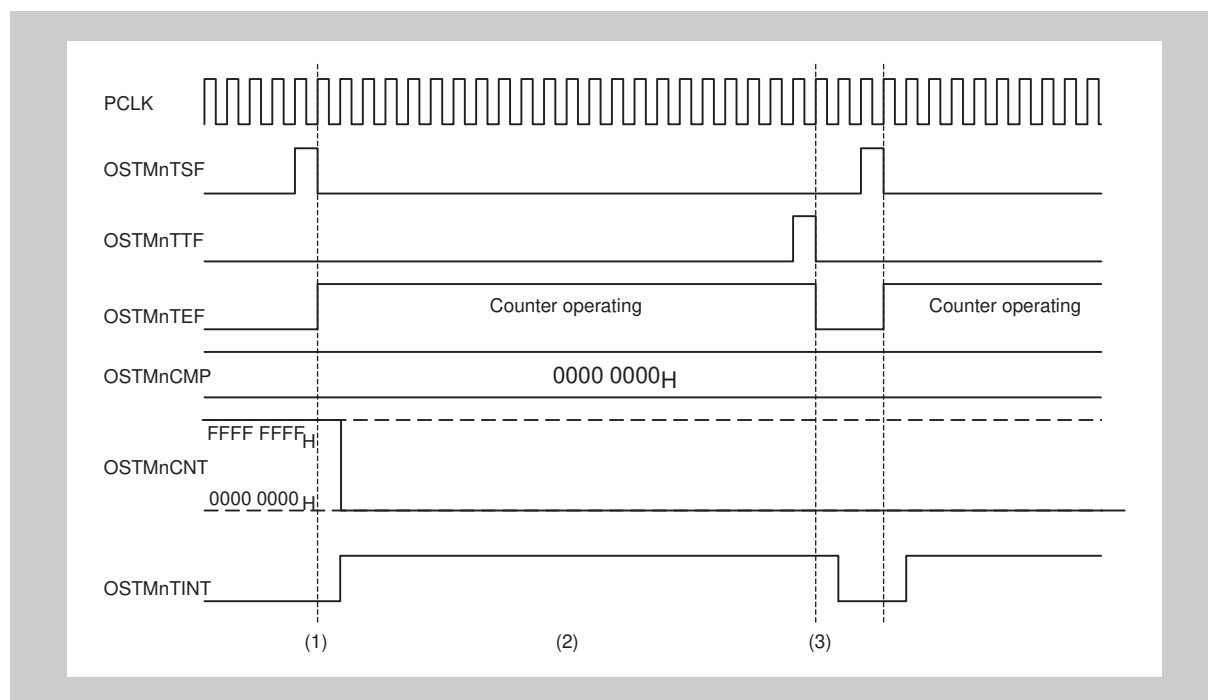 PCLK
OSTMnTSF
OSTMnTTF
OSTMnTEF
Counter operating
Counter operating
OSTMnCMP
0000 0000H
FFFF FFFFH
OSTMnCNT
0000 0000H
OSTMnTINT
(1)
(2)
(3)